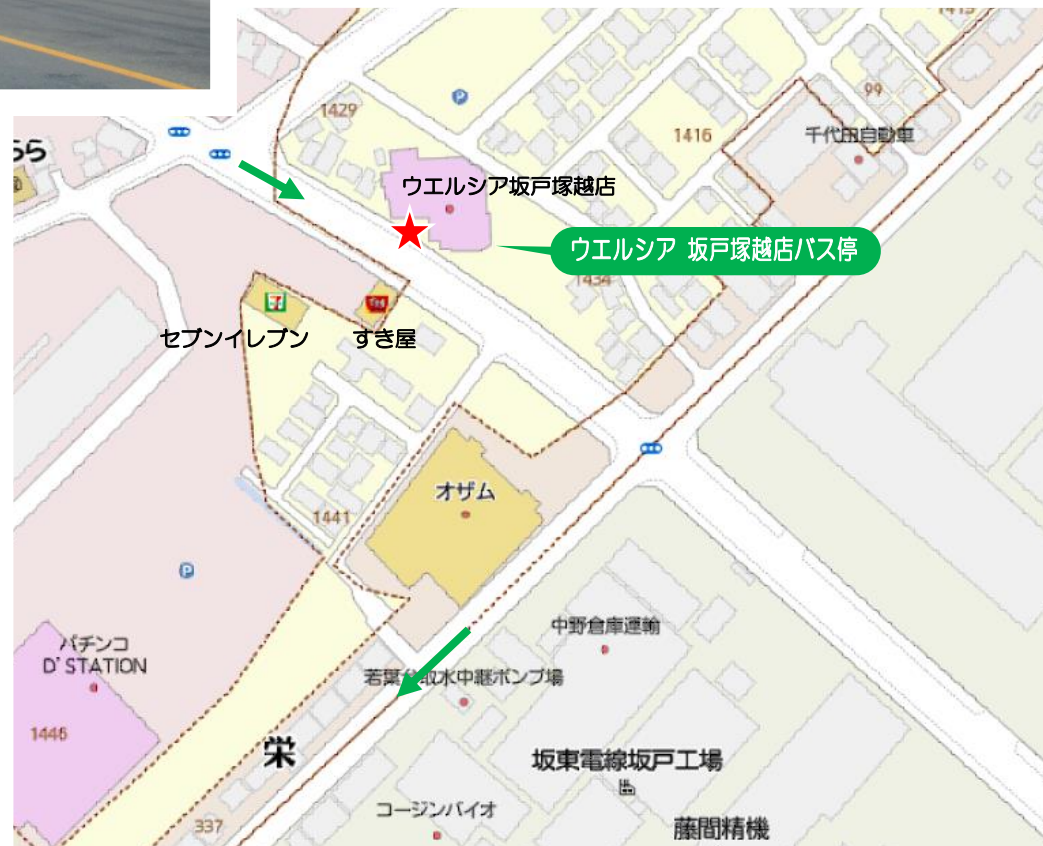 1413
1429
99
1416
千代田自動車
らら
ウエルシア坂戸塚越店
ウエルシア 坂戸塚越店バス停
1434
セブンイレブン
すき屋
オザム
1441
中野倉庫運輸
パチンコ
D'STATION
若葉台取水中継ポンプ場
1446
栄
坂東電線坂戸工場
コージンバイオ
337
藤間精機